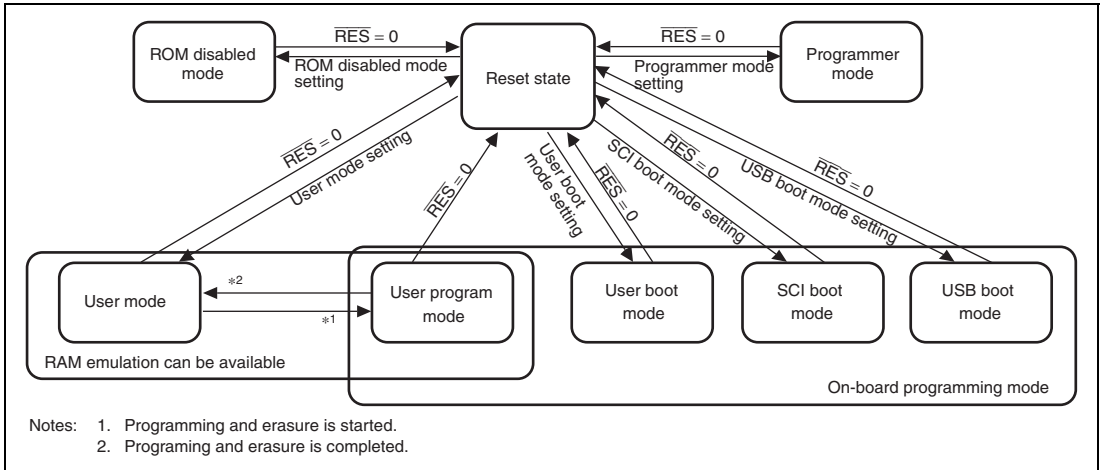 ROM disabled
mode
RES = 0
ROM disabled mode
setting
Reset state
RES = 0
Programmer mode
setting
Programmer
mode
RES = 0
User mode setting
RES = 0
User boot
mode setting
RES = 0
SCI boot mode setting
RES = 0
USB boot mode setting
RES = 0
User mode
*2
*1
User program
mode
User boot
mode
SCI boot
mode
USB boot
mode
RAM emulation can be available
On-board programming mode
Notes: 1. Programming and erasure is started.
2. Programing and erasure is completed.